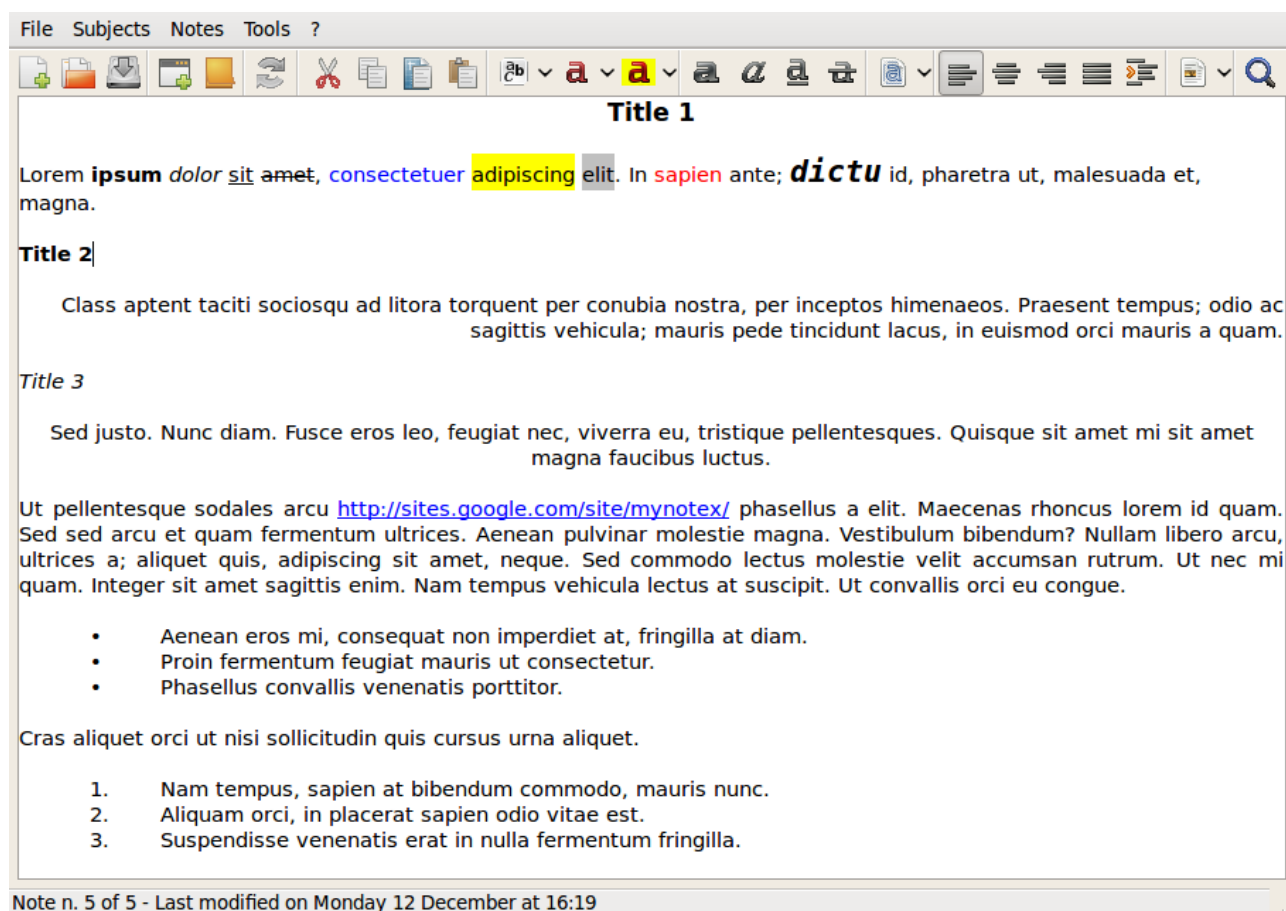 File Subjects Notes Tools ?
Title 1
Lorem ipsum dolor sit amet, consectetuer adipiscing elit. In sapien ante; dictu id, pharetra ut, malesuada et,
magna.
Title 2
Class aptent taciti sociosqu ad litora torquent per conubia nostra, per inceptos himenaeos. Praesent tempus; odio ac
sagittis vehicula; mauris pede tincidunt lacus, in euismod orci mauris a quam.
Title 3
Sed justo. Nunc diam. Fusce eros leo, feugiat nec, viverra eu, tristique pellentesques. Quisque sit amet mi sit amet
magna faucibus luctus.
Ut pellentesque sodales arcu http://sites.google.com/site/mynotex/ phasellus a elit. Maecenas rhoncus lorem id quam.
Sed sed arcu et quam fermentum ultrices. Aenean pulvinar molestie magna. Vestibulum bibendum? Nullam libero arcu,
ultrices a; aliquet quis, adipiscing sit amet, neque. Sed commodo lectus molestie velit accumsan rutrum. Ut nec mi
quam. Integer sit amet sagittis enim. Nam tempus vehicula lectus at suscipit. Ut convallis orci eu congue.
• Aenean eros mi, consequat non imperdiet at, fringilla at diam.
• Proin fermentum feugiat mauris ut consectetur.
• Phasellus convallis venenatis porttitor.
Cras aliquet orci ut nisi sollicitudin quis cursus urna aliquet.
1. Nam tempus, sapien at bibendum commodo, mauris nunc.
2. Aliquam orci, in placerat sapien odio vitae est.
3. Suspendisse venenatis erat in nulla fermentum fringilla.
Note n. 5 of 5 - Last modified on Monday 12 December at 16:19